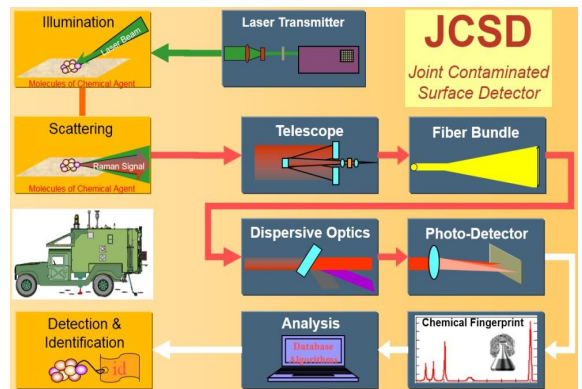 Illumination
Laser Beam
Molecules of Chemical Agent
Laser Transmitter
JCSD
Joint Contaminated
Surface Detector
Scattering
Raman Signal
Molecules of Chemical Agent
Telescope
Fiber Bundle
Dispersive Optics
Photo-Detector
Detection &
Identification
id
Analysis
Database
Algorithms
Chemical Fingerprint